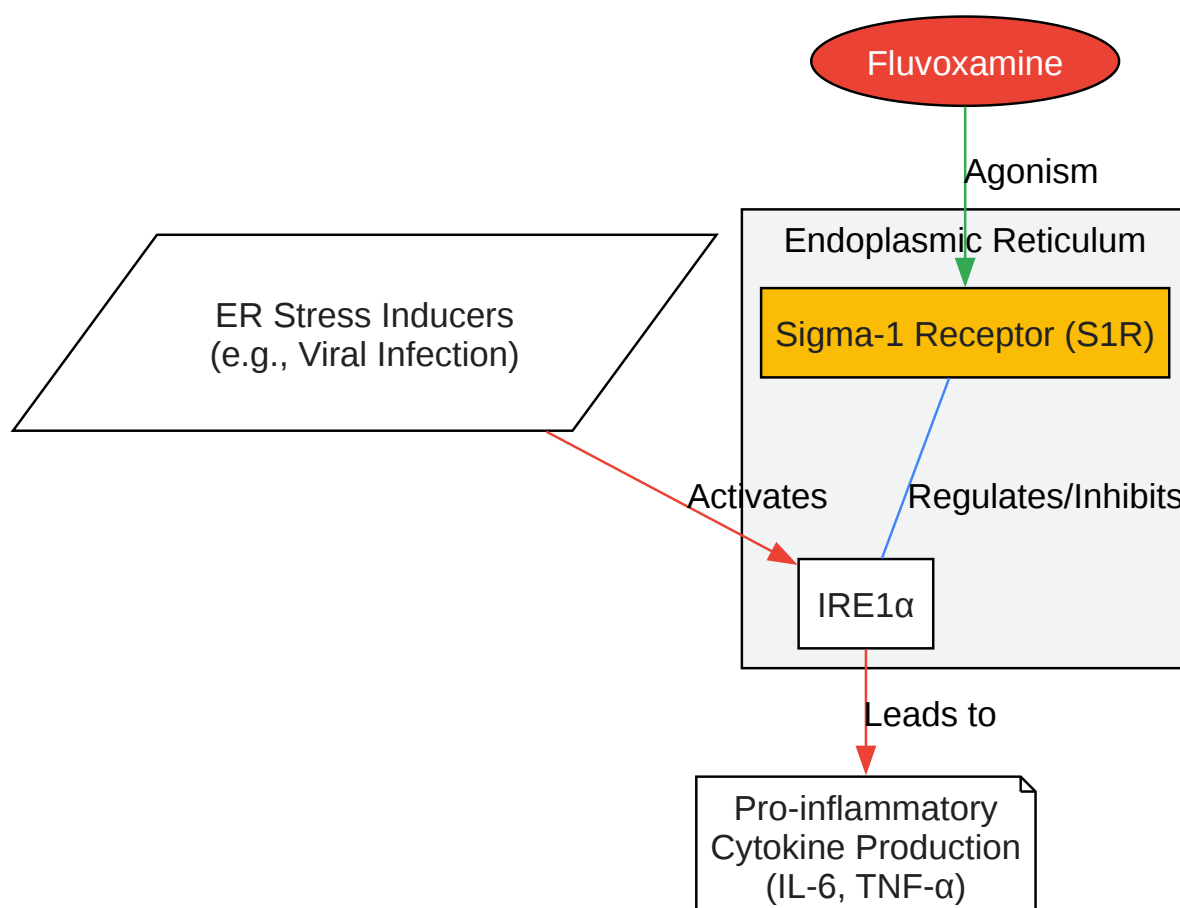 Fluvoxamine
Agonism
Endoplasmic Reticulum
Sigma-1 Receptor (S1R)
ER Stress Inducers
(e.g., Viral Infection)
Activates
Regulates/Inhibits
IRE1α
Leads to
Pro-inflammatory
Cytokine Production
(IL-6, TNF-α)